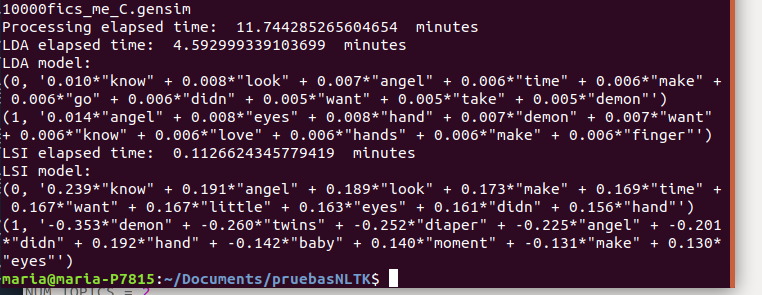 10000fics_me_C.gensim
Processing elapsed time:  11.744285265604654  minutes
LDA elapsed time:  4.592999339103699  minutes
LDA model:
(0, '0.010*"know" + 0.008*"look" + 0.007*"angel" + 0.006*"time" + 0.006*"make" +
0.006*"go" + 0.006*"didn" + 0.005*"want" + 0.005*"take" + 0.005*"demon"')
(1, '0.014*"angel" + 0.008*"eyes" + 0.008*"hand" + 0.007*"demon" + 0.007*"want"
+ 0.006*"know" + 0.006*"love" + 0.006*"hands" + 0.006*"make" + 0.006*"finger"')
LSI elapsed time:  0.1126624345779419  minutes
LSI model:
(0, '0.239*"know" + 0.191*"angel" + 0.189*"look" + 0.173*"make" + 0.169*"time" +
0.167*"want" + 0.167*"little" + 0.163*"eyes" + 0.161*"didn" + 0.156*"hand"')
(1, '-0.353*"demon" + -0.260*"twins" + -0.252*"diaper" + -0.225*"angel" + -0.201
*"didn" + 0.192*"hand" + -0.142*"baby" + 0.140*"moment" + -0.131*"make" + 0.130*
"eyes"')
maria@maria-P7815:~/Documents/pruebasNLTK$
NUM_TOPICS = 2